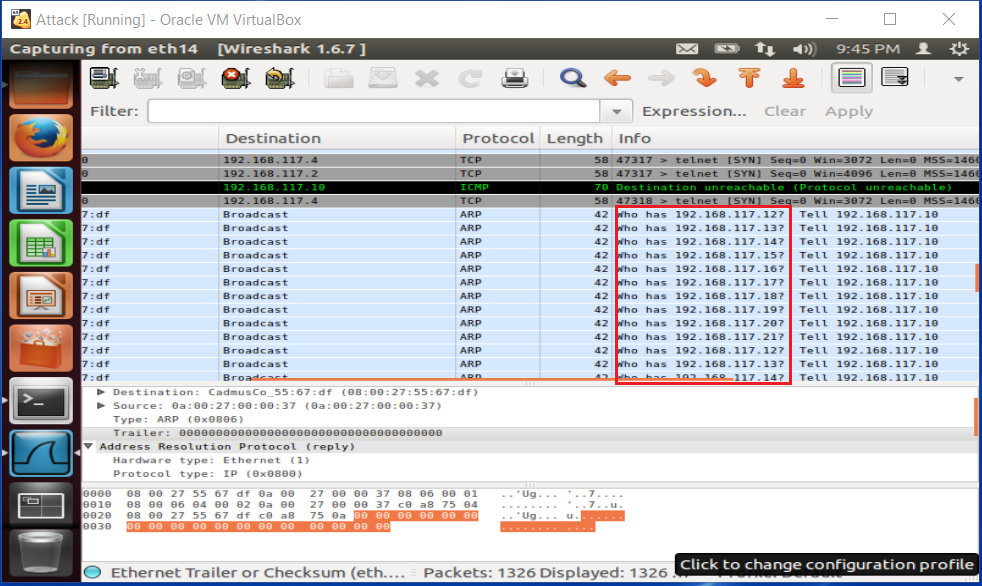 Attack [Running] - Oracle VM VirtualBox
Capturing from eth14 [Wireshark 1.6.7 ] 9:45 PM
Filter: Expression... Clear Apply
Destination Protocol Length Info
0 192.168.117.4 TCP 58 47317 > telnet [SYN] Seq=0 Win=3072 Len=0 MSS=1460
0 192.168.117.2 TCP 58 47317 > telnet [SYN] Seq=0 Win=4096 Len=0 MSS=1460
192.168.117.10 ICMP 70 Destination unreachable (Protocol unreachable)
0 192.168.117.4 TCP 58 47318 > telnet [SYN] Seq=0 Win=3072 Len=0 MSS=1460
7:df Broadcast ARP 42 Who has 192.168.117.12? Tell 192.168.117.10
7:df Broadcast ARP 42 Who has 192.168.117.13? Tell 192.168.117.10
7:df Broadcast ARP 42 Who has 192.168.117.14? Tell 192.168.117.10
7:df Broadcast ARP 42 Who has 192.168.117.15? Tell 192.168.117.10
7:df Broadcast ARP 42 Who has 192.168.117.16? Tell 192.168.117.10
7:df Broadcast ARP 42 Who has 192.168.117.17? Tell 192.168.117.10
7:df Broadcast ARP 42 Who has 192.168.117.18? Tell 192.168.117.10
7:df Broadcast ARP 42 Who has 192.168.117.19? Tell 192.168.117.10
7:df Broadcast ARP 42 Who has 192.168.117.20? Tell 192.168.117.10
7:df Broadcast ARP 42 Who has 192.168.117.21? Tell 192.168.117.10
7:df Broadcast ARP 42 Who has 192.168.117.12? Tell 192.168.117.10
7:df Broadcast ARP 42 Who has 192.168.117.13? Tell 192.168.117.10
7:df Broadcast ARP 42 Who has 192.168.117.14? Tell 192.168.117.10
Destination: CadmusCo_55:67:df (08:00:27:55:67:df)
Source: 0a:00:27:00:00:37 (0a:00:27:00:00:37)
Type: ARP (0x0806)
Trailer: 000000000000000000000000000000000000
Address Resolution Protocol (reply)
Hardware type: Ethernet (1)
Protocol type: IP (0x0800)
0000 08 00 27 55 67 df 0a 00 27 00 00 37 08 06 00 01 ..'Ug... '..7....
0010 08 00 06 04 00 02 0a 00 27 00 00 37 c0 a8 75 04 ........ '..7..u.
0020 08 00 27 55 67 df c0 a8 75 0a 00 00 00 00 00 00 ..'Ug... u.......
0030 00 00 00 00 00 00 00 00 00 00 00 00 ........ ....
Ethernet Trailer or Checksum (eth.... Packets: 1326 Displayed: 1326
Click to change configuration profile